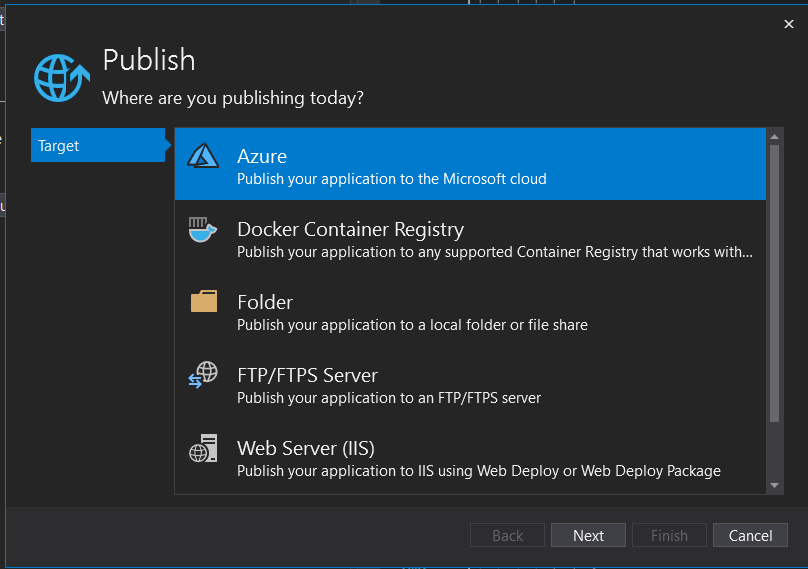 Publish
Where are you publishing today?
Target
Azure
Publish your application to the Microsoft cloud
Docker Container Registry
Publish your application to any supported Container Registry that works with...
Folder
Publish your application to a local folder or file share
FTP/FTPS Server
Publish your application to an FTP/FTPS server
Web Server (IIS)
Publish your application to IIS using Web Deploy or Web Deploy Package
Back Next Finish Cancel